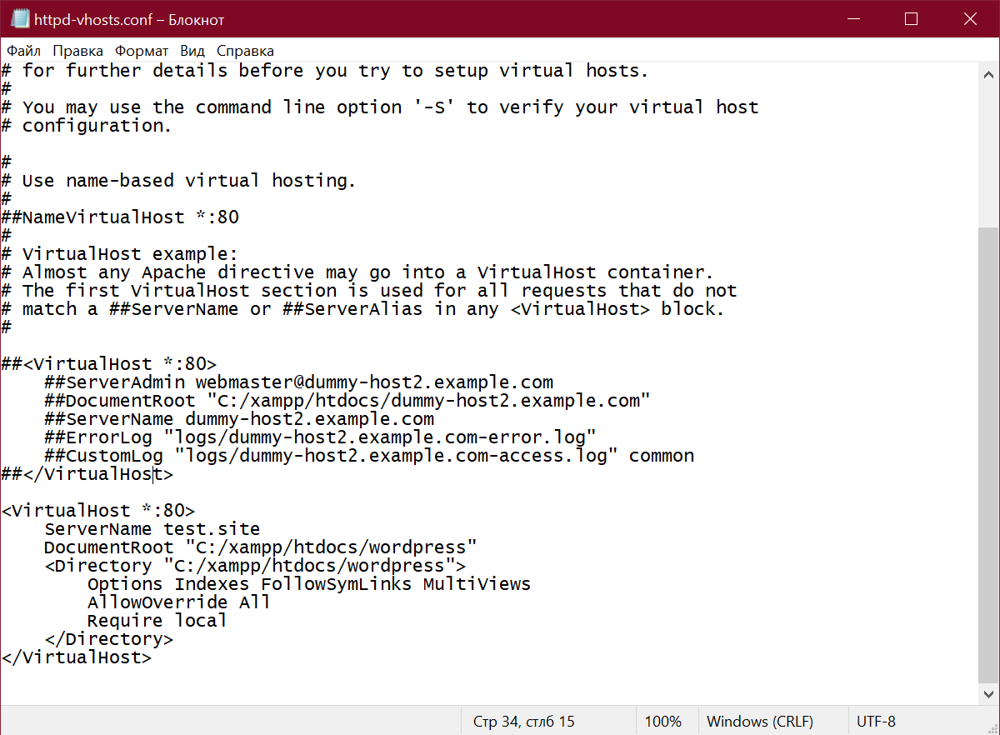 httpd-vhosts.conf – Блокнот
Файл Правка Формат Вид Справка
# for further details before you try to setup virtual hosts.
#
# You may use the command line option '-S' to verify your virtual host
# configuration.

#
# Use name-based virtual hosting.
#
##NameVirtualHost *:80
#
# VirtualHost example:
# Almost any Apache directive may go into a VirtualHost container.
# The first VirtualHost section is used for all requests that do not
# match a ##ServerName or ##ServerAlias in any <VirtualHost> block.
#

##<VirtualHost *:80>
    ##ServerAdmin webmaster@dummy-host2.example.com
    ##DocumentRoot "C:/xampp/htdocs/dummy-host2.example.com"
    ##ServerName dummy-host2.example.com
    ##ErrorLog "logs/dummy-host2.example.com-error.log"
    ##CustomLog "logs/dummy-host2.example.com-access.log" common
##</VirtualHost>

<VirtualHost *:80>
    ServerName test.site
    DocumentRoot "C:/xampp/htdocs/wordpress"
    <Directory "C:/xampp/htdocs/wordpress">
        Options Indexes FollowSymLinks MultiViews
        AllowOverride All
        Require local
    </Directory>
</VirtualHost>
Стр 34, стлб 15 100% Windows (CRLF) UTF-8